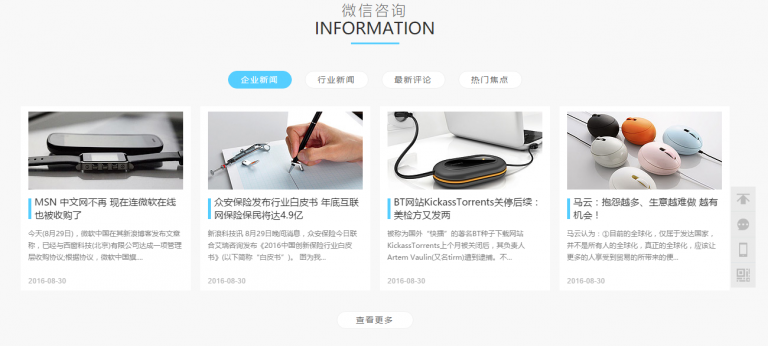 微信咨询
INFORMATION
企业新闻
行业新闻
最新评论
热门焦点
MSN 中文网不再 现在连微软在线
也被收购了
今天(8月29日)，微软中国在其新浪博客发布文章
称，已经与西窗科技(北京)有限公司达成一项管理
层收购协议;根据协议，微软中国旗...
2016-08-30
众安保险发布行业白皮书 年底互联
网保险保民将达4.9亿
新浪科技讯 8月29日晚间消息，众安保险今日联
合艾瑞咨询发布《2016中国创新保险行业白皮
书》(以下简称“白皮书”)。 图为我...
2016-08-30
BT网站KickassTorrents关停后续：
美检方又发两
被称为国外“快播”的著名BT种子下载网站
KickassTorrents上个月被关闭后，其负责人
Artem Vaulin(又名tirm)遭到逮捕。不...
2016-08-30
马云：抱怨越多、生意越难做 越有
机会！
马云认为：①目前的全球化，仅居于发达国家，
并不是所有人的全球化，真正的全球化，应该让
更多的人享受到贸易的所带来的便...
2016-08-30
查看更多